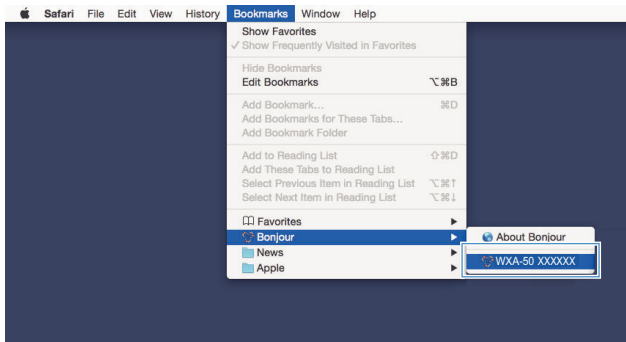 Safari File Edit View History Bookmarks Window Help
Show Favorites
✓ Show Frequently Visited in Favorites
Hide Bookmarks
Edit Bookmarks ⌥⌘B
Add Bookmark... ⌘D
Add Bookmarks for These Tabs...
Add Bookmark Folder
Add to Reading List ⇧⌘D
Add These Tabs to Reading List
Select Previous Item in Reading List ⌥⌘↑
Select Next Item in Reading List ⌥⌘↓
Favorites ▶
Bonjour ▶
About Bonjour
News ▶
WXA-50 XXXXXX
Apple ▶